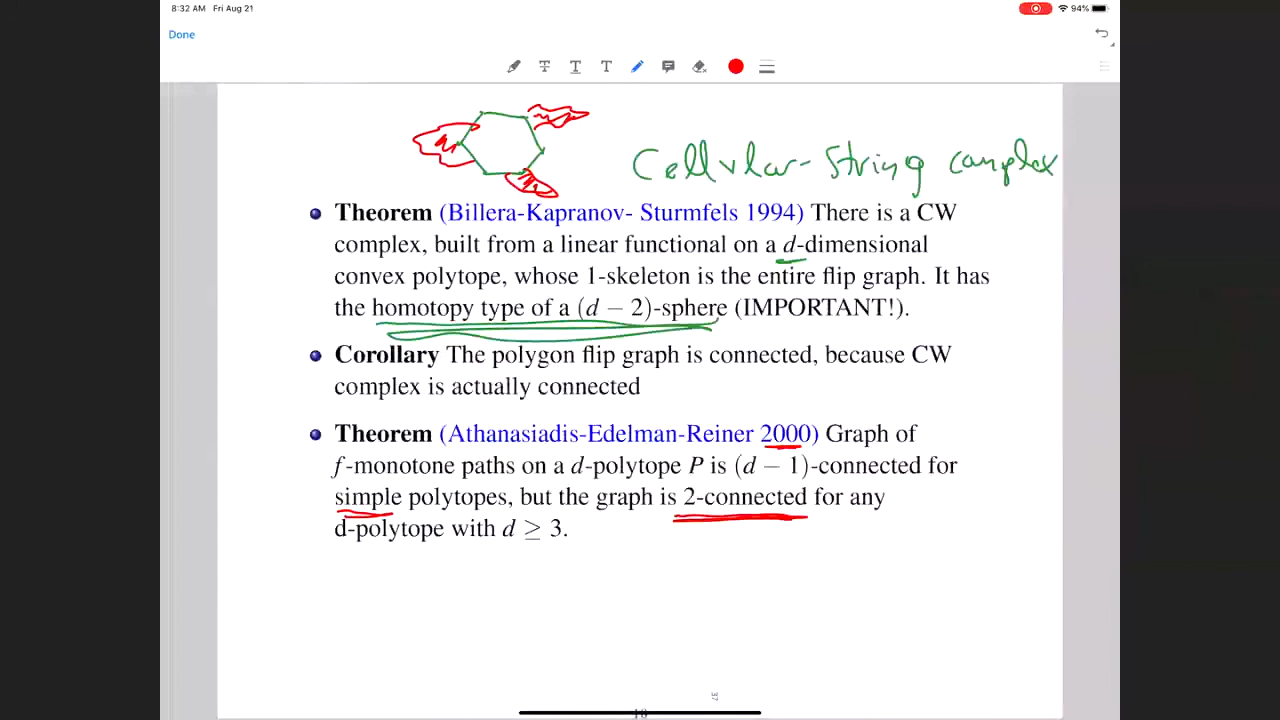 8:32 AM Fri Aug 21
94%
Done
T T T
Cellular-String complex
Theorem (Billera-Kapranov- Sturmfels 1994) There is a CW
complex, built from a linear functional on a d-dimensional
convex polytope, whose 1-skeleton is the entire flip graph. It has
the homotopy type of a (d − 2)-sphere (IMPORTANT!).
Corollary The polygon flip graph is connected, because CW
complex is actually connected
Theorem (Athanasiadis-Edelman-Reiner 2000) Graph of
f-monotone paths on a d-polytope P is (d − 1)-connected for
simple polytopes, but the graph is 2-connected for any
d-polytope with d ≥ 3.